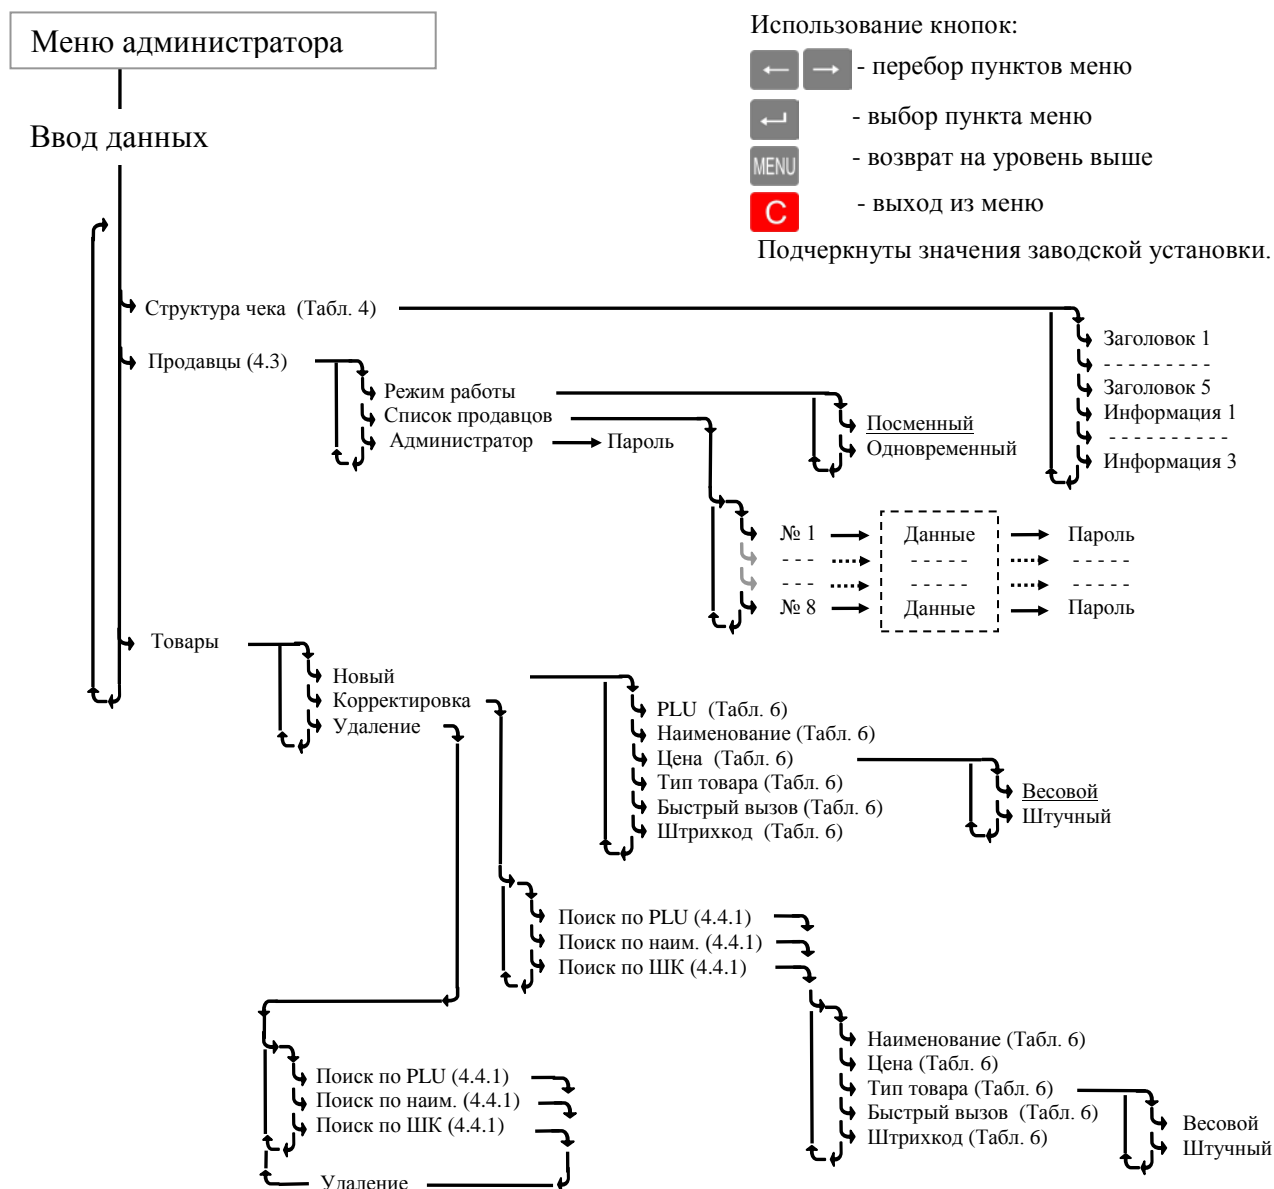 Меню администратора
Использование кнопок:
← → - перебор пунктов меню
- выбор пункта меню
MENU - возврат на уровень выше
C - выход из меню
Подчеркнуты значения заводской установки.
Ввод данных
Структура чека (Табл. 4)
Заголовок 1
- - - - - - - - -
Заголовок 5
Информация 1
- - - - - - - - - -
Информация 3
Продавцы (4.3)
Режим работы
Список продавцов
Администратор
Пароль
Посменный
Одновременный
№ 1 Данные Пароль
- - - - - - - - - - - - -
- - - - - - - - - - - - -
№ 8 Данные Пароль
Товары
Новый
Корректировка
Удаление
PLU (Табл. 6)
Наименование (Табл. 6)
Цена (Табл. 6)
Тип товара (Табл. 6)
Быстрый вызов (Табл. 6)
Штрихкод (Табл. 6)
Весовой
Штучный
Поиск по PLU (4.4.1)
Поиск по наим. (4.4.1)
Поиск по ШК (4.4.1)
Наименование (Табл. 6)
Цена (Табл. 6)
Тип товара (Табл. 6)
Быстрый вызов (Табл. 6)
Штрихкод (Табл. 6)
Весовой
Штучный
Поиск по PLU (4.4.1)
Поиск по наим. (4.4.1)
Поиск по ШК (4.4.1)
Удаление